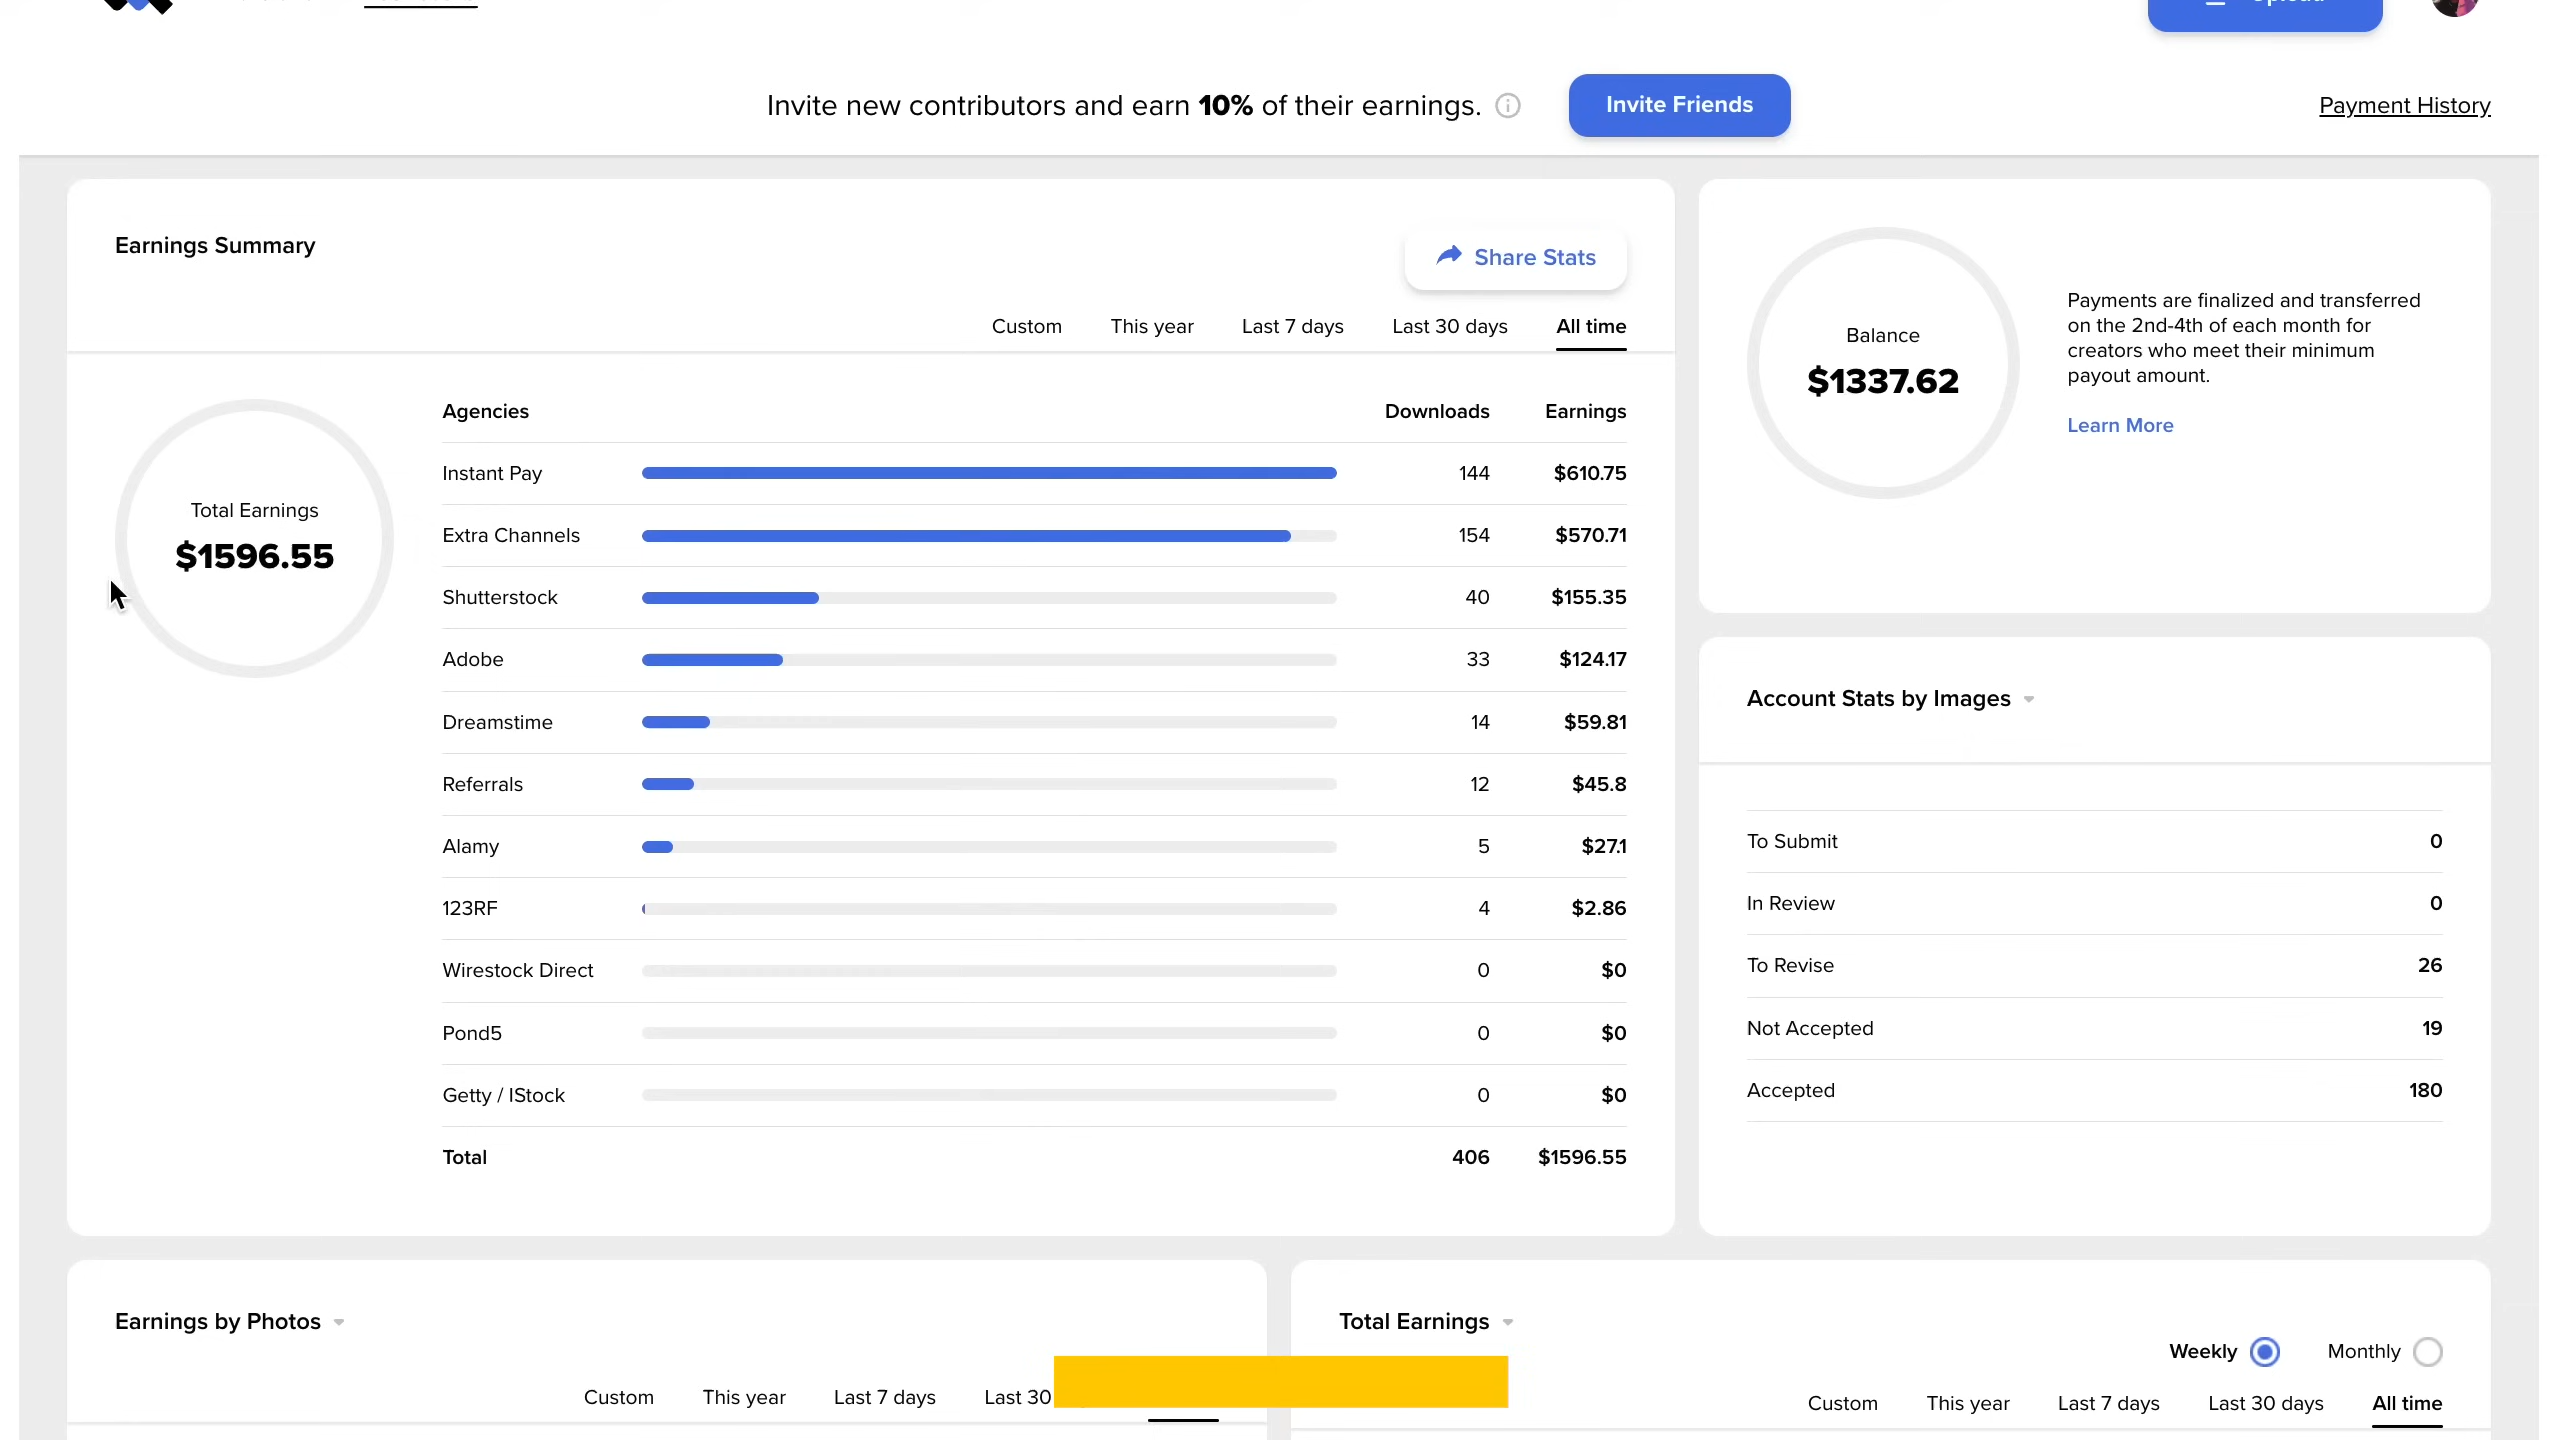 Invite new contributors and earn 10% of their earnings.
Invite Friends
Payment History
Earnings Summary
Share Stats
Custom This year Last 7 days Last 30 days All time
Total Earnings
$1596.55
Agencies Downloads Earnings
Instant Pay 144 $610.75
Extra Channels 154 $570.71
Shutterstock 40 $155.35
Adobe 33 $124.17
Dreamstime 14 $59.81
Referrals 12 $45.8
Alamy 5 $27.1
123RF 4 $2.86
Wirestock Direct 0 $0
Pond5 0 $0
Getty / IStock 0 $0
Total 406 $1596.55
Balance
$1337.62
Payments are finalized and transferred
on the 2nd-4th of each month for
creators who meet their minimum
payout amount.
Learn More
Account Stats by Images
To Submit 0
In Review 0
To Revise 26
Not Accepted 19
Accepted 180
Earnings by Photos
Custom This year Last 7 days Last 30
Total Earnings
Weekly Monthly
Custom This year Last 7 days Last 30 days All time